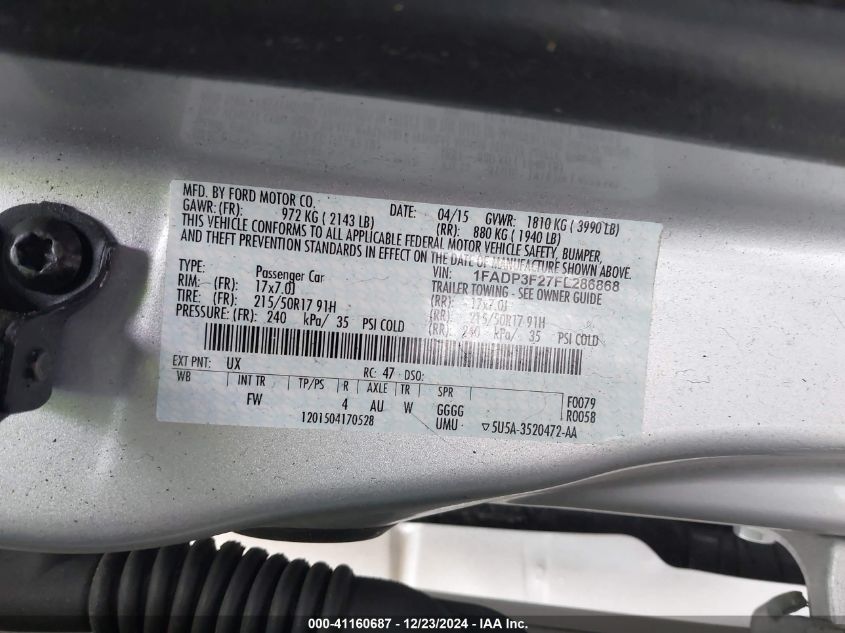 MFD. BY FORD MOTOR CO.
DATE: 04/15 GVWR: 1810 KG ( 3990 LB)
GAWR: (FR): 972 KG ( 2143 LB) (RR): 880 KG ( 1940 LB)
THIS VEHICLE CONFORMS TO ALL APPLICABLE FEDERAL MOTOR VEHICLE SAFETY, BUMPER,
AND THEFT PREVENTION STANDARDS IN EFFECT ON THE DATE OF MANUFACTURE SHOWN ABOVE.
VIN: 1FADP3F27FL286868
TYPE: Passenger Car TRAILER TOWING - SEE OWNER GUIDE
RIM: (FR): 17x7.0J (RR): 17x7.0J
TIRE: (FR): 215/50R17 91H (RR): 215/50R17 91H
PRESSURE: (FR): 240 kPa/ 35 PSI COLD (RR): 240 kPa/ 35 PSI COLD
EXT PNT: UX RC: 47 DSO:
WB INT TR TP/PS R AXLE TR SPR F0079
FW 4 AU W GGGG R0058
1201504170528 UMU ▽5U5A-3520472-AA
000-41160687 - 12/23/2024 - IAA Inc.